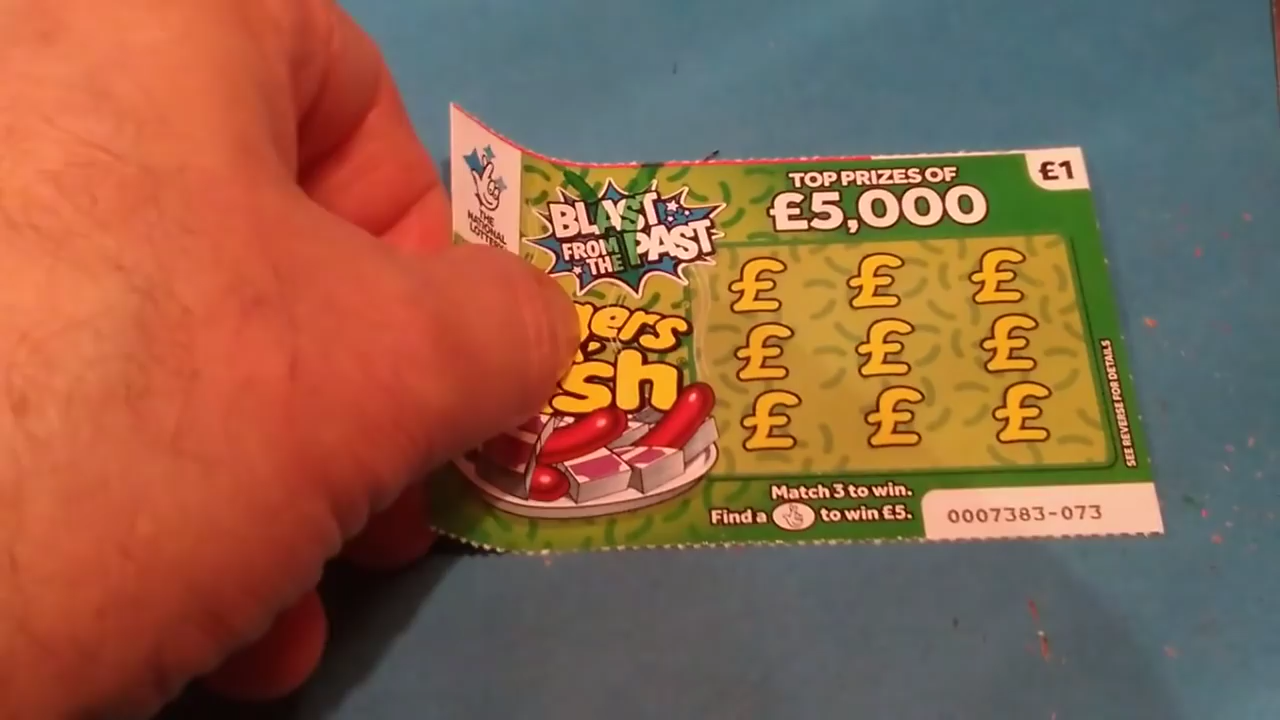 THE
NATIONAL
LOTTERY
BLAST
FROM
THE PAST
TOP PRIZES OF
£5,000
£1
£ £ £
£ £ £
£ £ £
Match 3 to win.
Find a to win £5.
0007383-073
SEE REVERSE FOR DETAILS